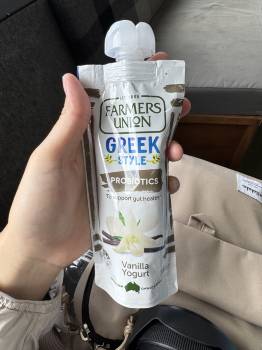 FARMERS
UNION
GREEK
STYLE
PROBIOTICS
To support gut health
Vanilla
Yogurt